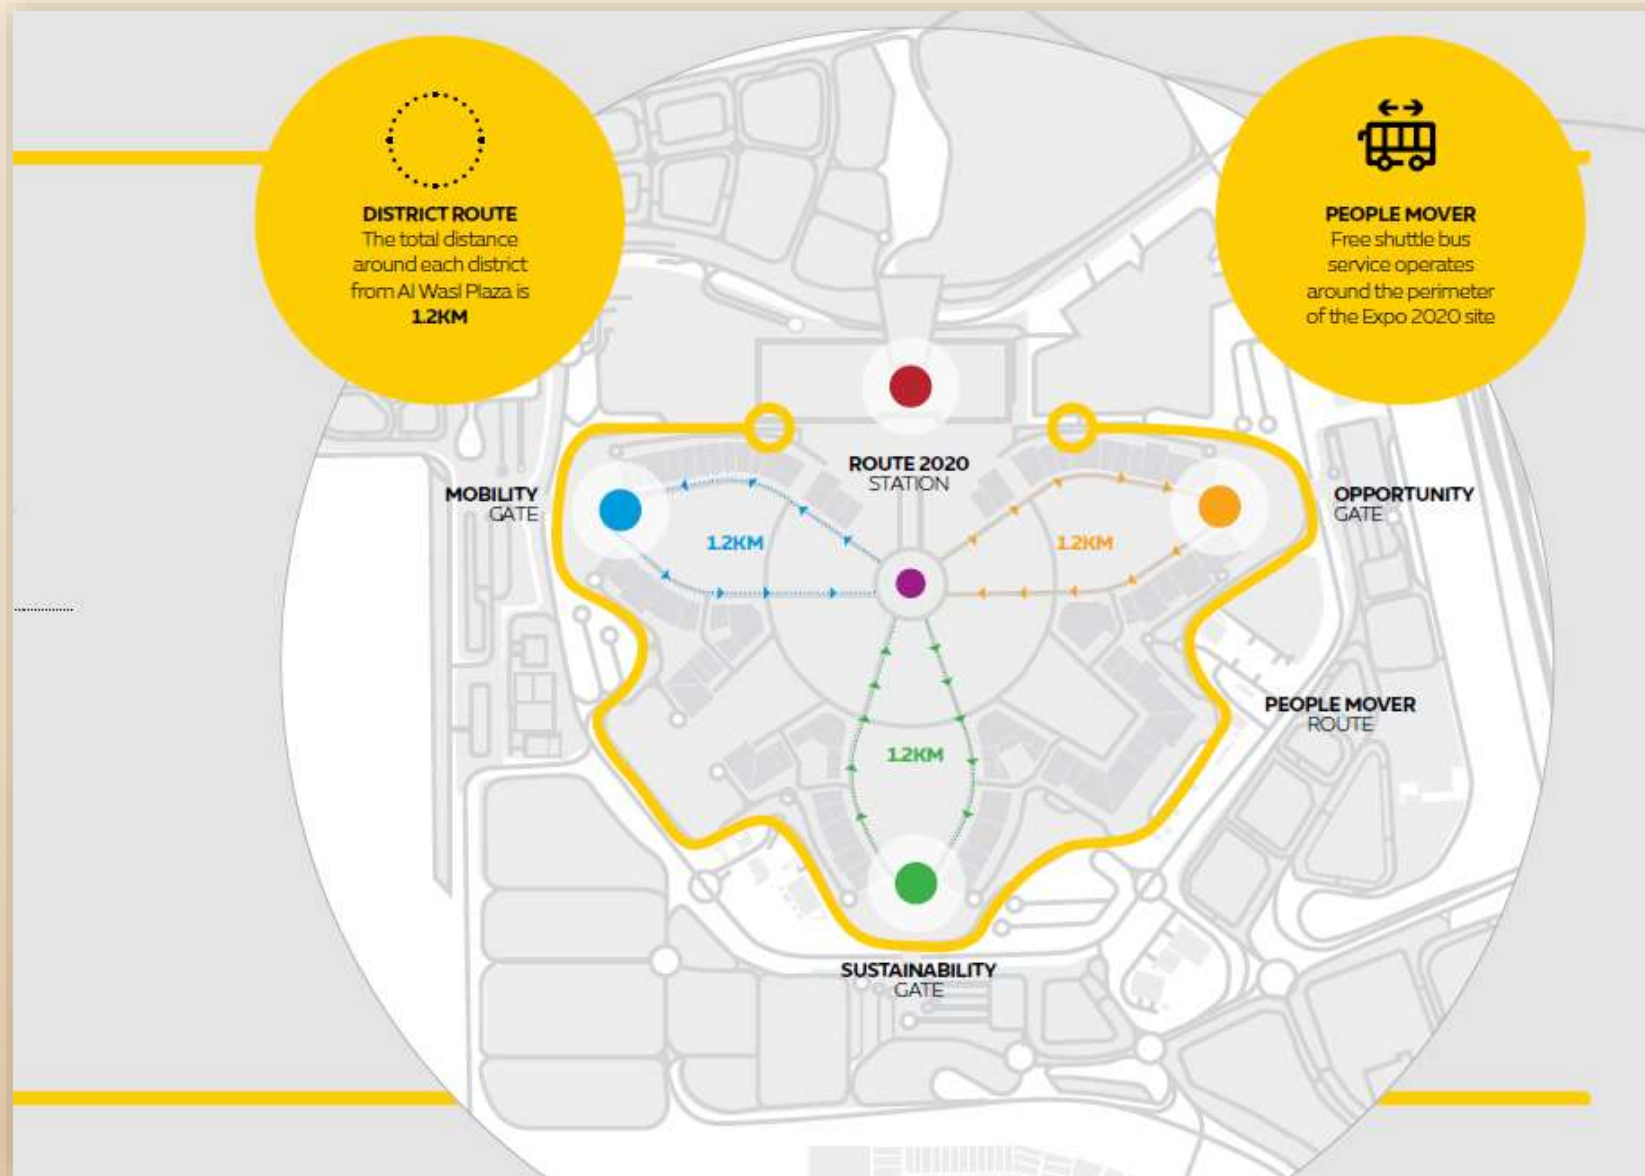 DISTRICT ROUTE
The total distance
around each district
from Al Wasl Plaza is
1.2KM
PEOPLE MOVER
Free shuttle bus
service operates
around the perimeter
of the Expo 2020 site
ROUTE 2020
STATION
MOBILITY
GATE
OPPORTUNITY
GATE
1.2KM
1.2KM
PEOPLE MOVER
ROUTE
1.2KM
SUSTAINABILITY
GATE